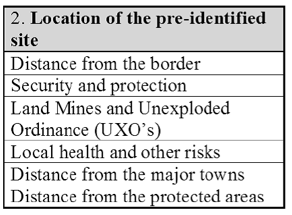 2. Location of the pre-identified
site
Distance from the border
Security and protection
Land Mines and Unexploded
Ordinance (UXO's)
Local health and other risks
Distance from the major towns
Distance from the protected areas